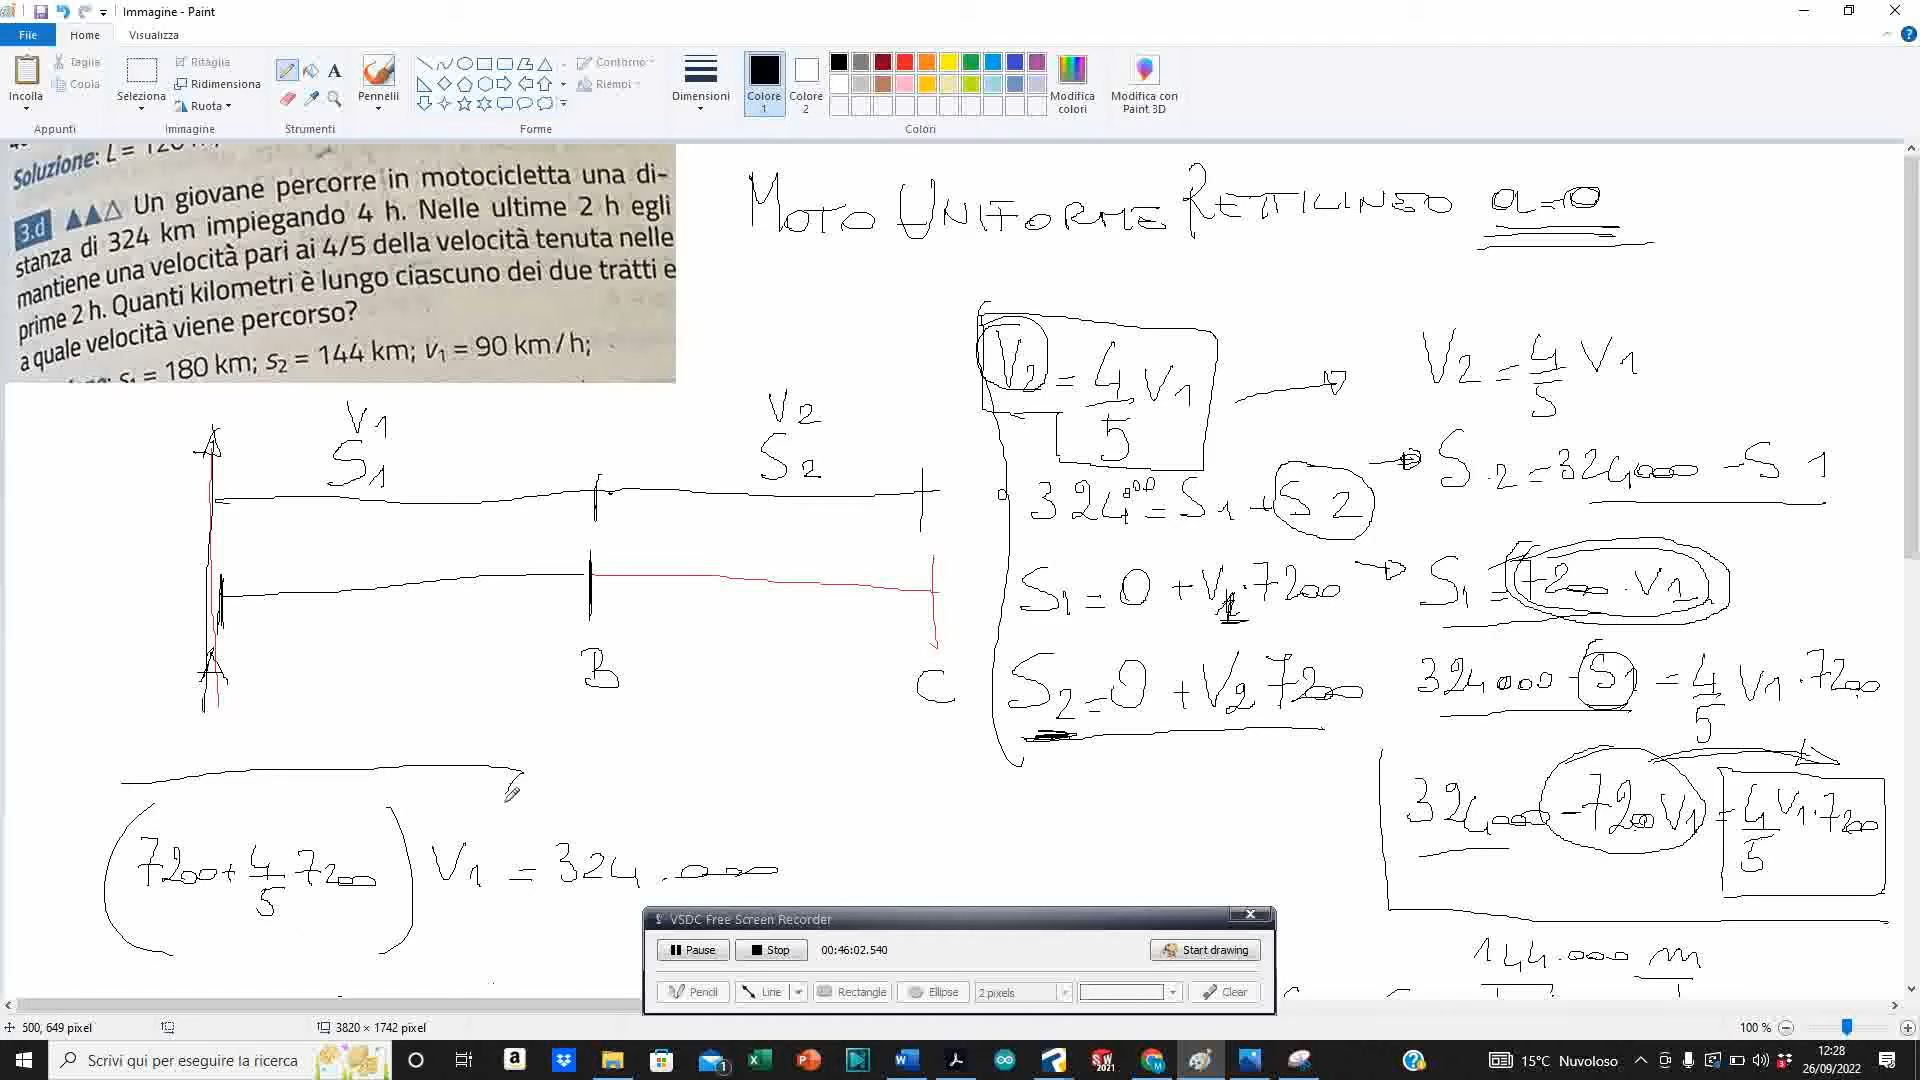 Immagine - Paint
File Home Visualizza
Incolla
Taglia
Copia
Appunti
Seleziona
Ritaglia
Ridimensiona
Ruota
Immagine
Strumenti
Pennelli
Contorno
Riempi
Forme
Dimensioni
Colore 1
Colore 2
Colori
Modifica colori
Modifica con Paint 3D
Soluzione: L = 120
3.d Un giovane percorre in motocicletta una di-
stanza di 324 km impiegando 4 h. Nelle ultime 2 h egli
mantiene una velocità pari ai 4/5 della velocità tenuta nelle
prime 2 h. Quanti kilometri è lungo ciascuno dei due tratti e
a quale velocità viene percorso?
s₁ = 180 km; s₂ = 144 km; v₁ = 90 km/h;
MOTO UNIFORME RETTILINEO a=0
V1
S1
V2
S2
A B C
V2 = 4/5 V1
324000 = S1 + S2
S1 = 0 + V1·7200
S2 = 0 + V2 7200
V2 = 4/5 V1
S2 = 324000 - S1
S1 = 7200·V1
324000 - S1 = 4/5 V1·7200
324000 - 7200V1 = 4/5 V1·7200
(7200 + 4/5 7200) V1 = 324.000
144.000 m
VSDC Free Screen Recorder
Pause Stop 00:46:02.540 Start drawing
Pencil Line Rectangle Ellipse 2 pixels Clear
500, 649 pixel 3820 × 1742 pixel 100 %
Scrivi qui per eseguire la ricerca
15°C Nuvoloso
12:28
26/09/2022